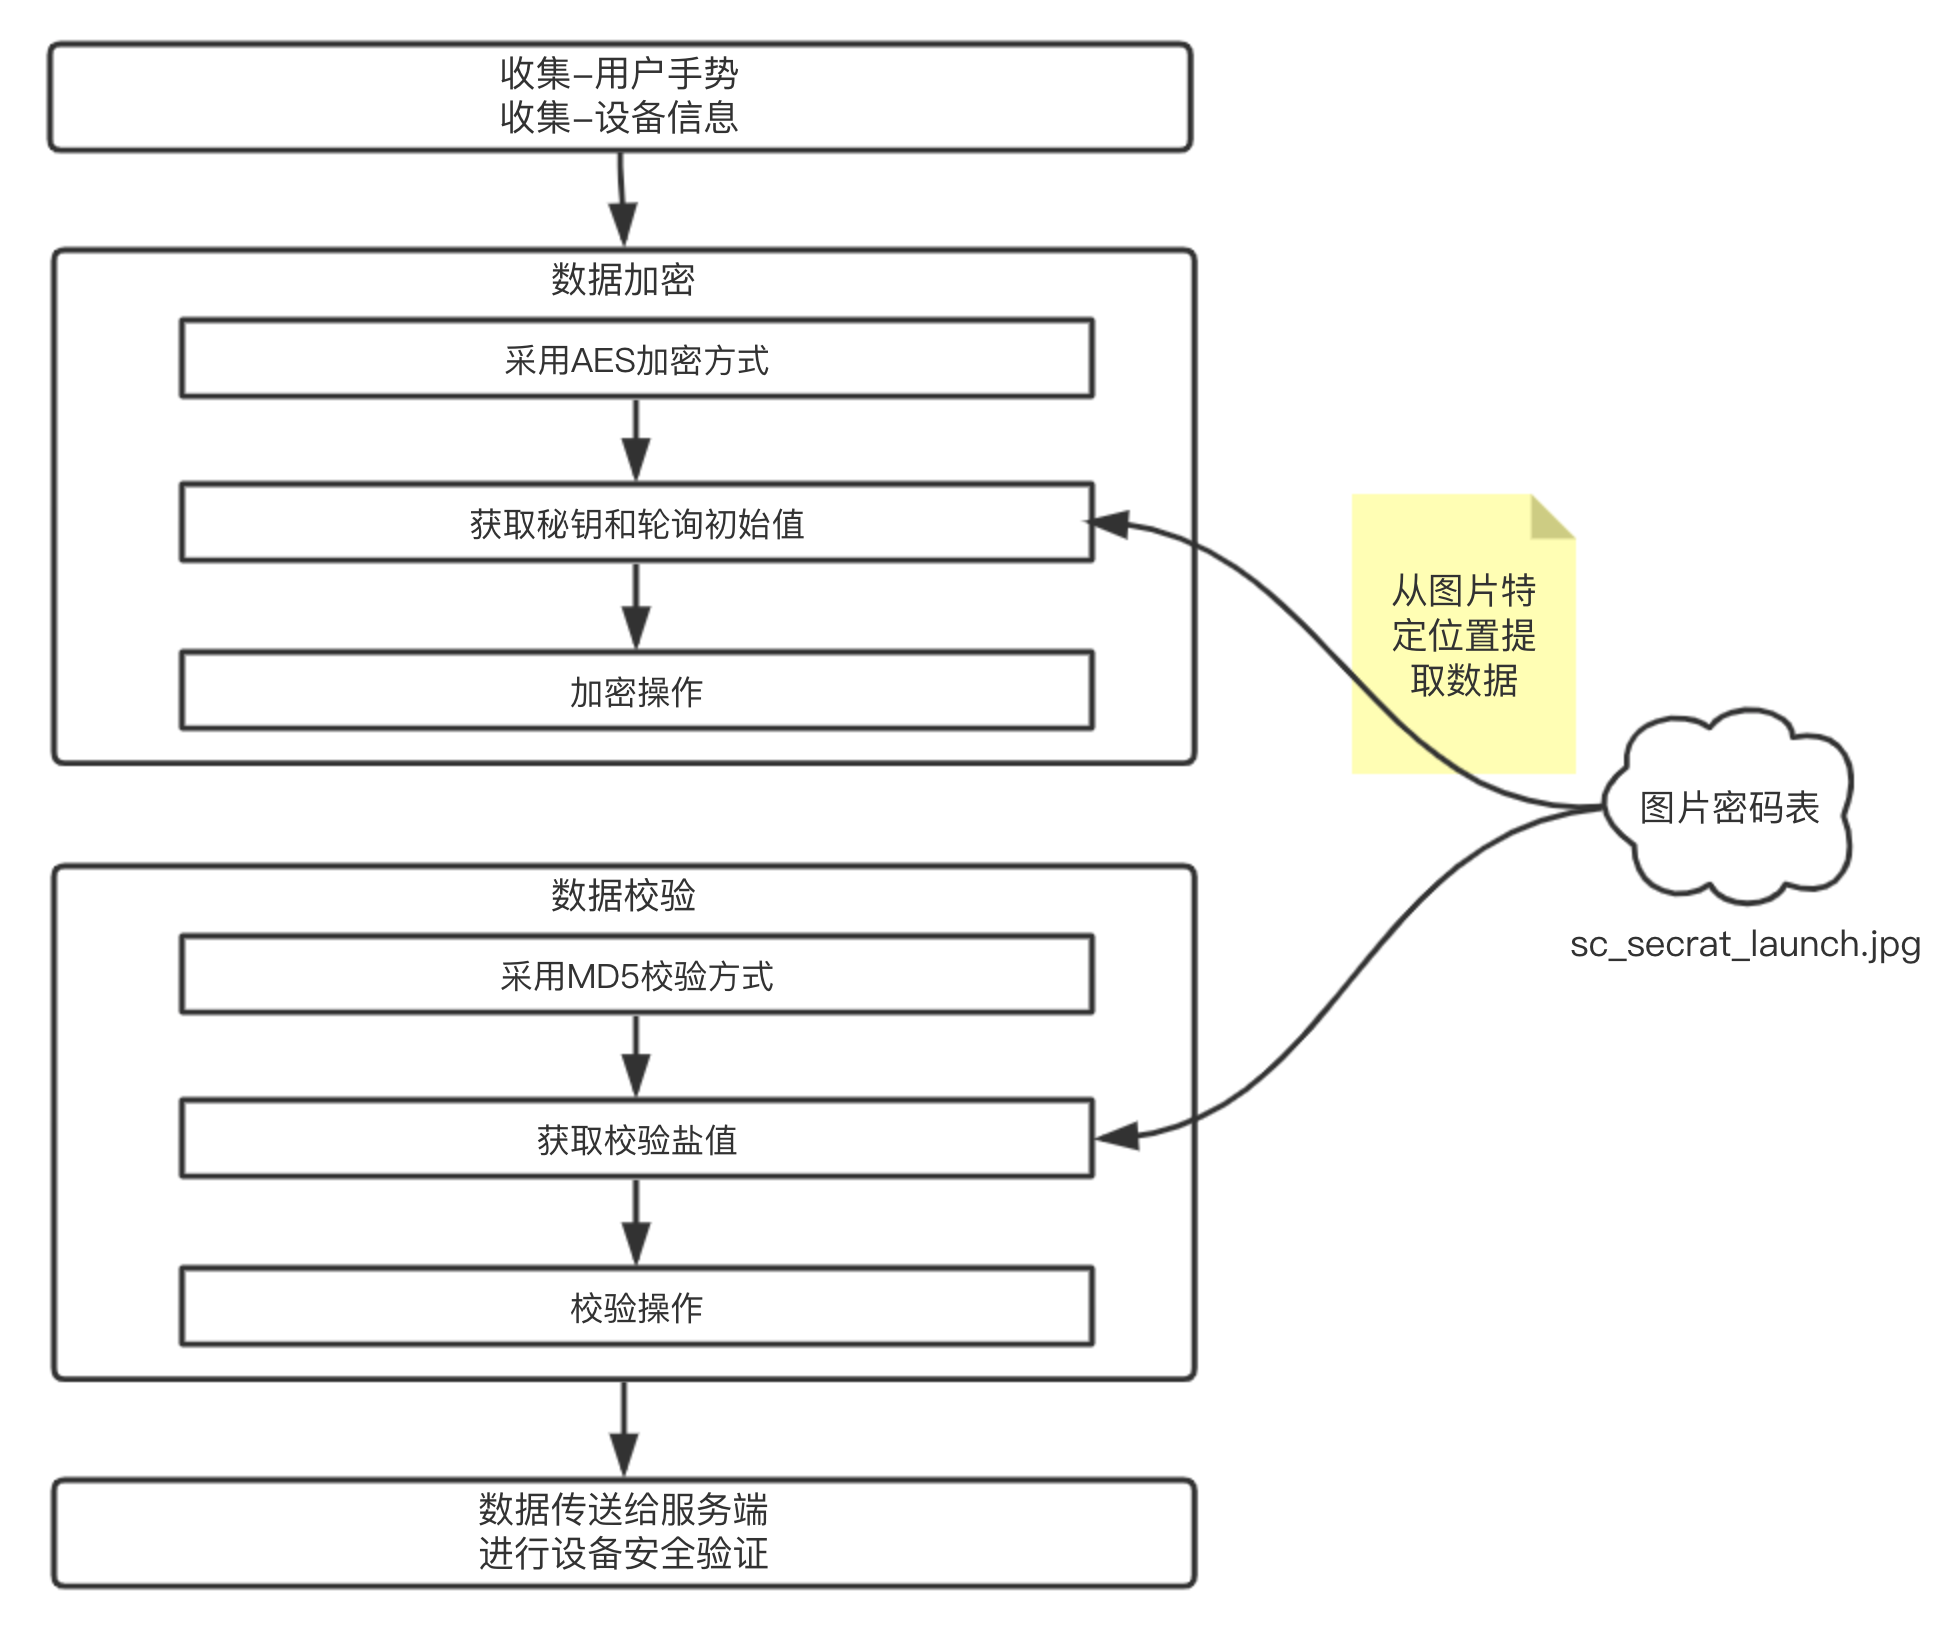 收集-用户手势
收集-设备信息
数据加密
采用AES加密方式
获取秘钥和轮询初始值
加密操作
从图片特
定位置提
取数据
图片密码表
sc_secrat_launch.jpg
数据校验
采用MD5校验方式
获取校验盐值
校验操作
数据传送给服务端
进行设备安全验证